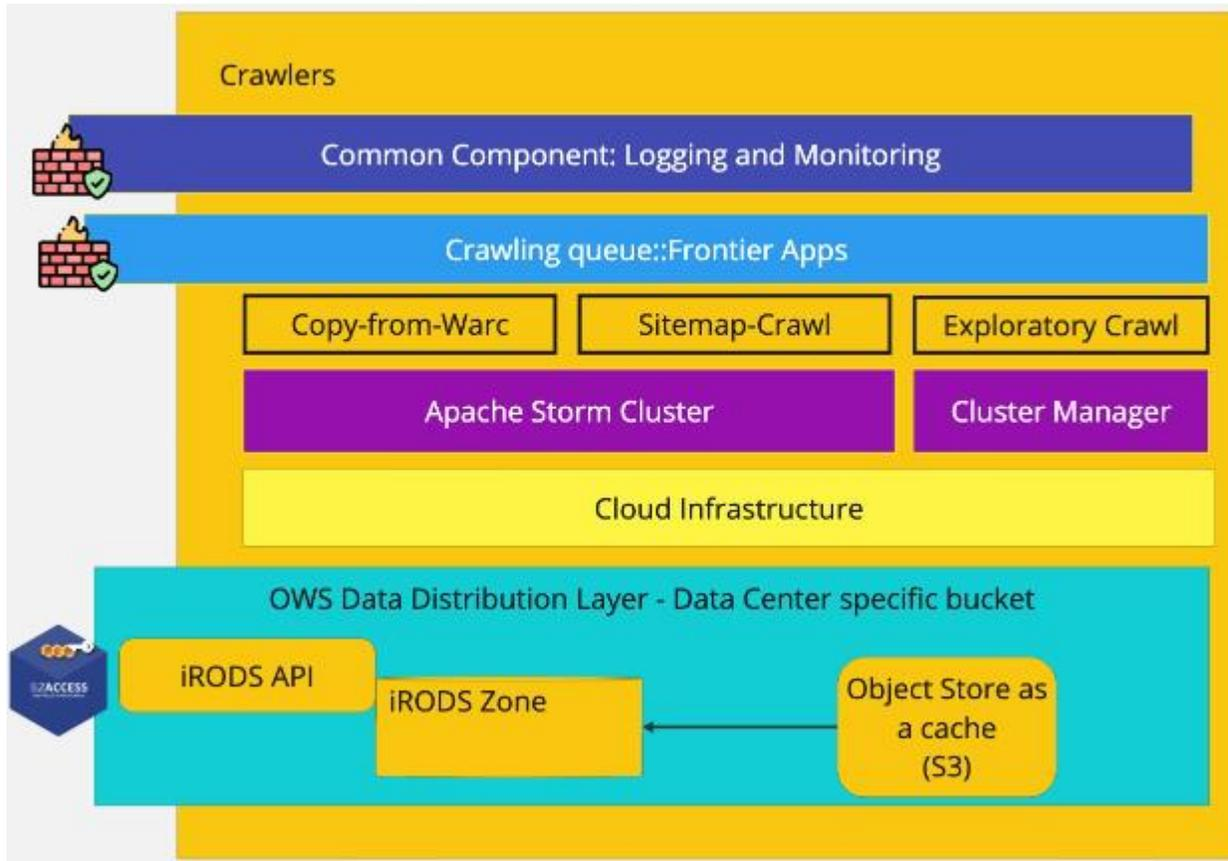 Crawlers
Common Component: Logging and Monitoring
Crawling queue::Frontier Apps
Copy-from-Warc
Sitemap-Crawl
Exploratory Crawl
Apache Storm Cluster
Cluster Manager
Cloud Infrastructure
OWS Data Distribution Layer - Data Center specific bucket
B2ACCESS
iRODS API
iRODS Zone
Object Store as
a cache
(S3)